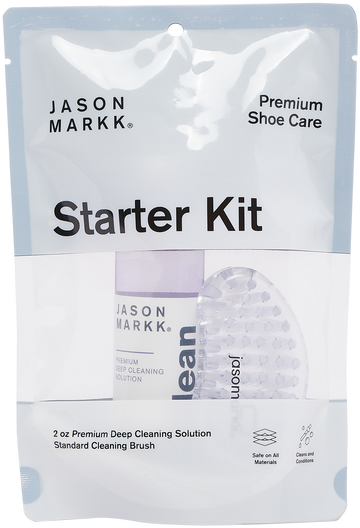 JASON
MARKK®
Premium
Shoe Care
Starter Kit
JASON
MARKK®
PREMIUM
DEEP CLEANING
SOLUTION
lean
jasonm
2 oz Premium Deep Cleaning Solution
Standard Cleaning Brush
Safe on All
Materials
Cleans and
Conditions